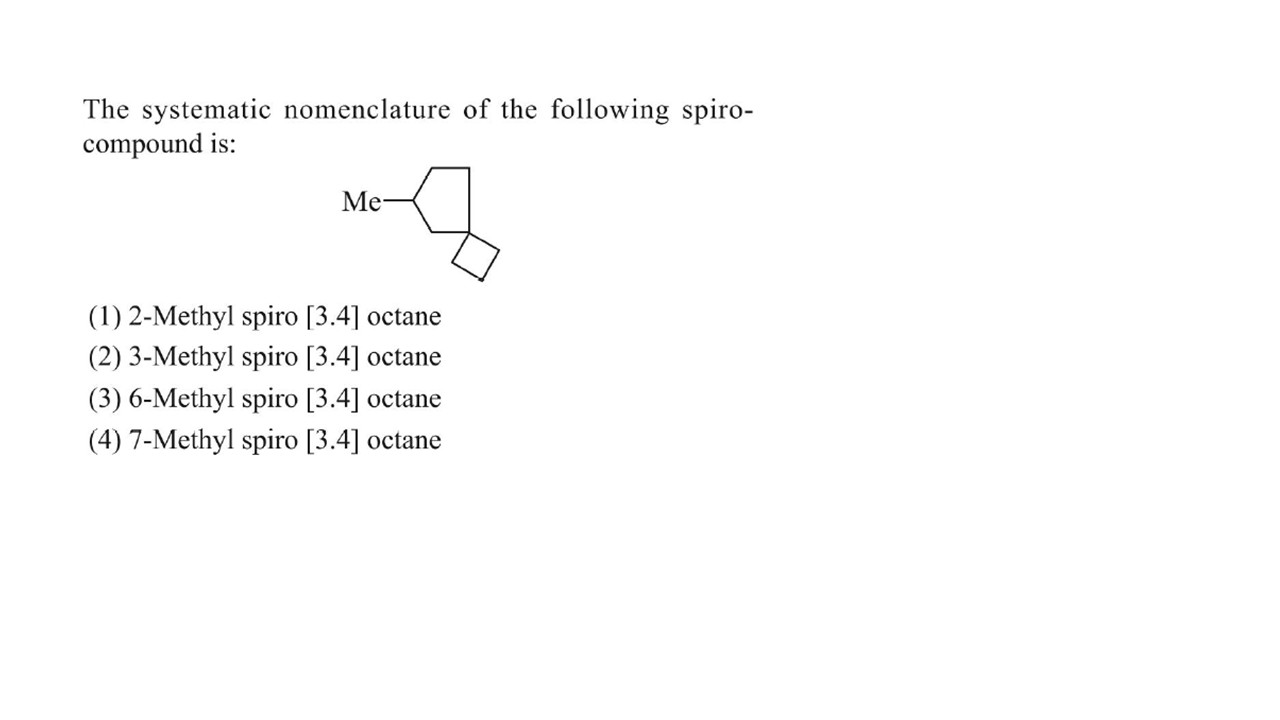 The systematic nomenclature of the following spiro-
compound is:
Me
(1) 2-Methyl spiro [3.4] octane
(2) 3-Methyl spiro [3.4] octane
(3) 6-Methyl spiro [3.4] octane
(4) 7-Methyl spiro [3.4] octane